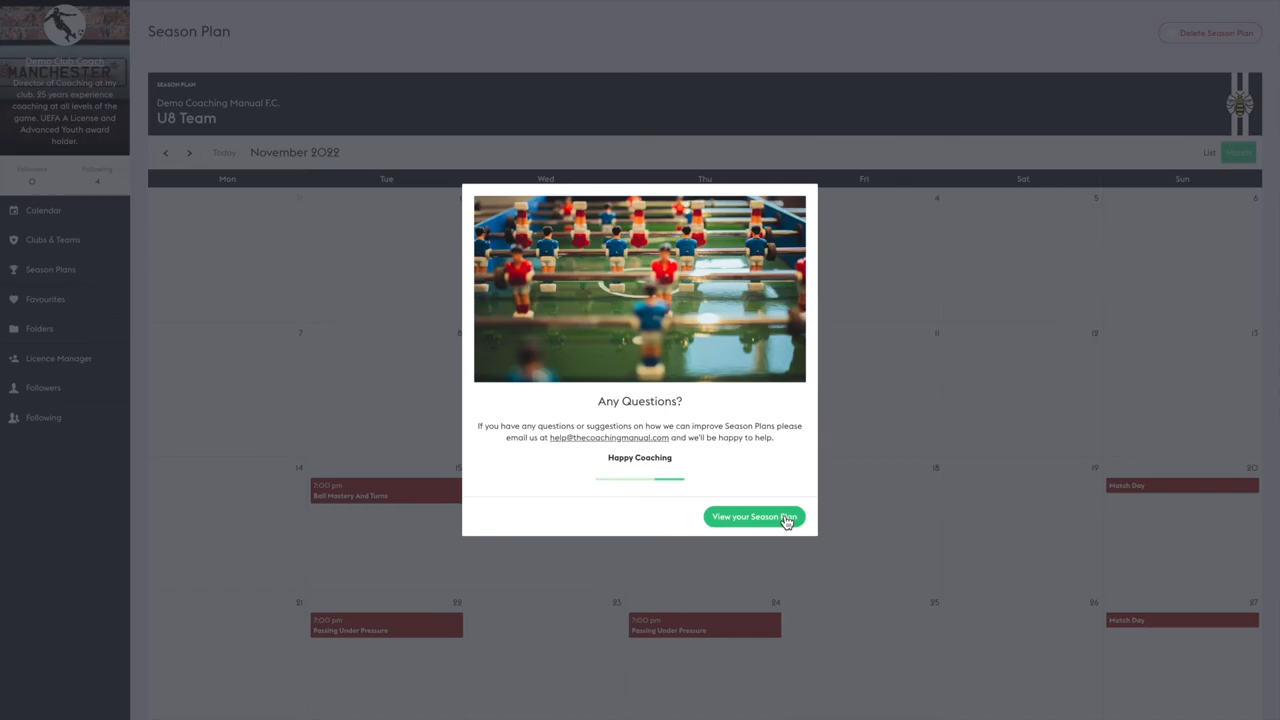 Season Plan
Delete Season Plan
Demo Club Coach
MANCHESTER
Director of Coaching at my
club. 25 years experience
coaching at all levels of the
game. UEFA A License and
Advanced Youth award
holder.
Followers
0
Following
4
Calendar
Clubs & Teams
Season Plans
Favourites
Folders
Licence Manager
Followers
Following
SEASON PLAN
Demo Coaching Manual F.C.
U8 Team
Today
November 2022
List
Month
Mon
Tue
Wed
Thu
Fri
Sat
Sun
31
4
5
6
7
8
11
12
13
14
15
18
19
20
7:00 pm
Ball Mastery And Turns
Match Day
21
22
23
24
25
26
27
7:00 pm
Passing Under Pressure
7:00 pm
Passing Under Pressure
Match Day
Any Questions?
If you have any questions or suggestions on how we can improve Season Plans please
email us at help@thecoachingmanual.com and we'll be happy to help.
Happy Coaching
View your Season Plan